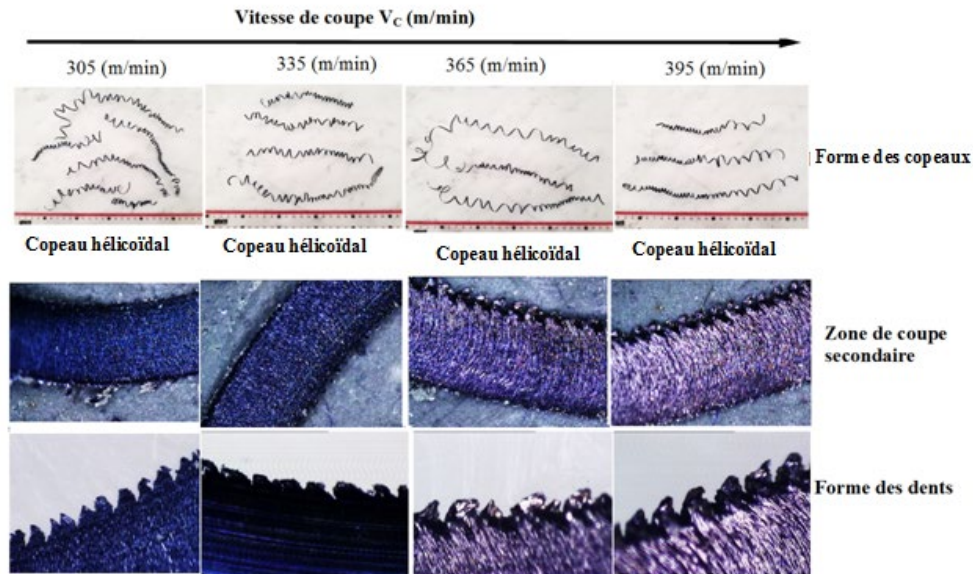 Vitesse de coupe V_C (m/min)
305 (m/min)
335 (m/min)
365 (m/min)
395 (m/min)
Forme des copeaux
Copeau hélicoïdal
Copeau hélicoïdal
Copeau hélicoïdal
Copeau hélicoïdal
Zone de coupe
secondaire
Forme des dents